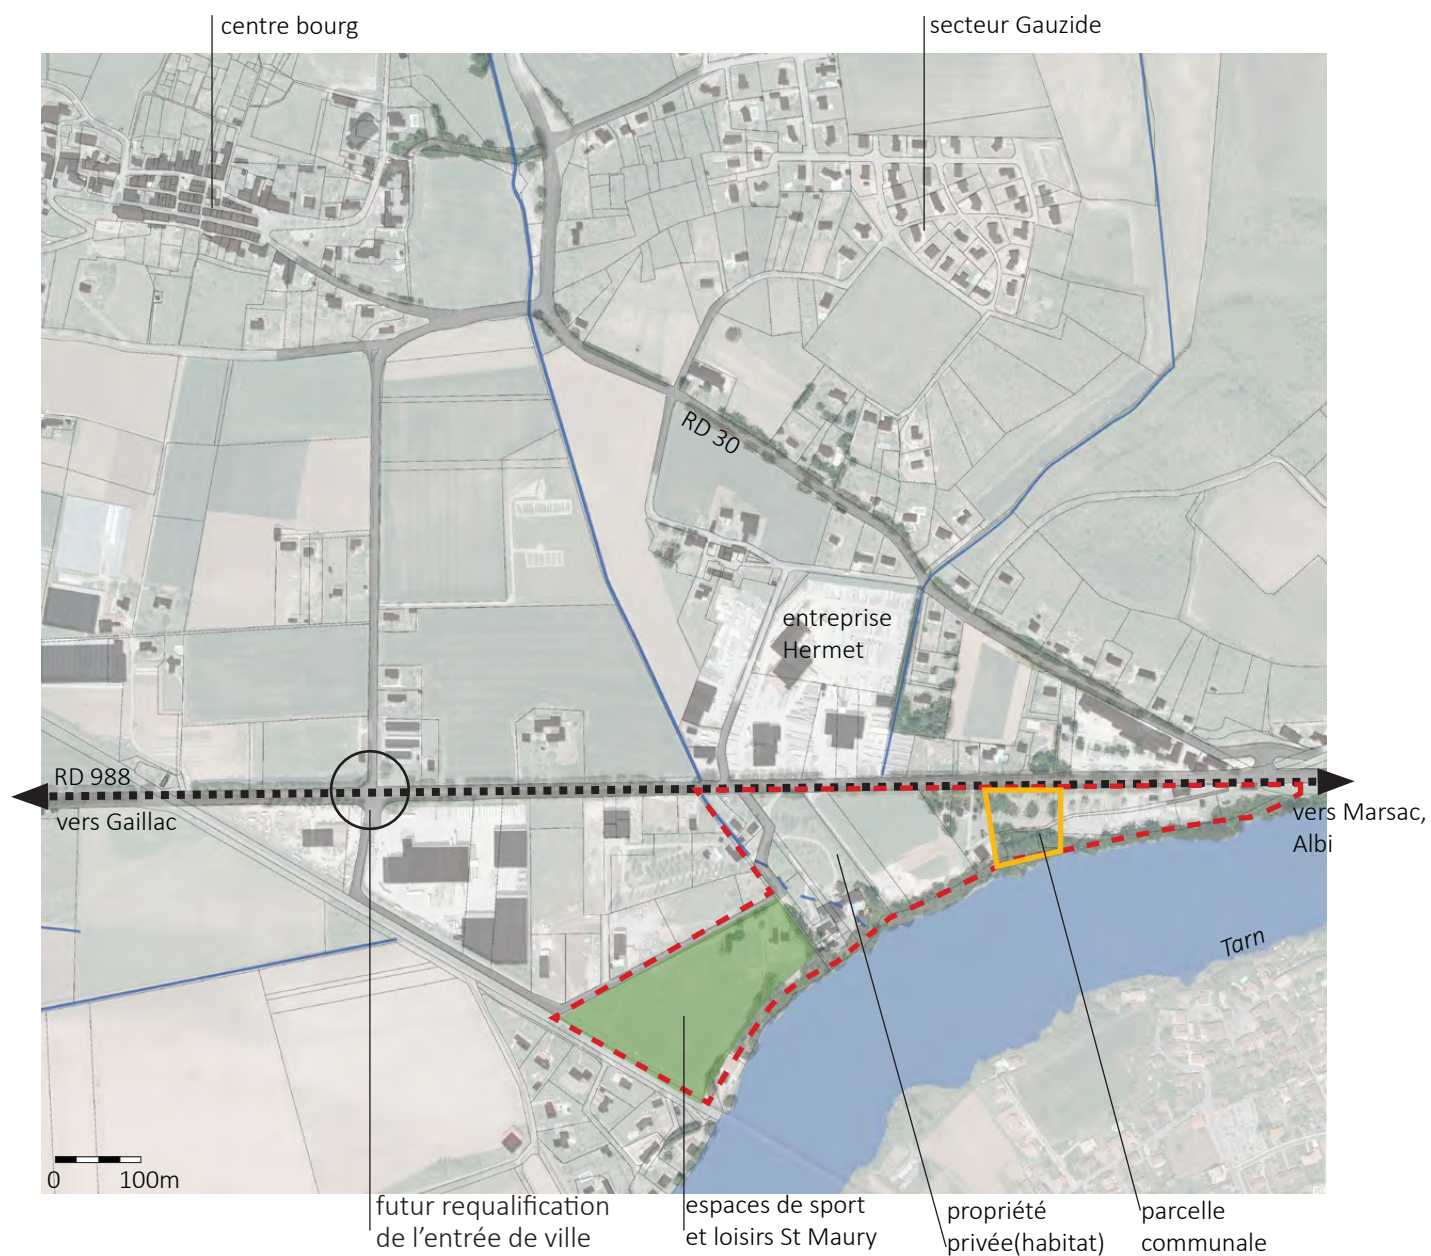 centre bourg
secteur Gauzide
RD 30
entreprise
Hermet
RD 988
vers Gaillac
vers Marsac,
Albi
Tarn
0
100m
futur requalification
de l'entrée de ville
espaces de sport
et loisirs St Maury
propriété
privée(habitat)
parcelle
communale